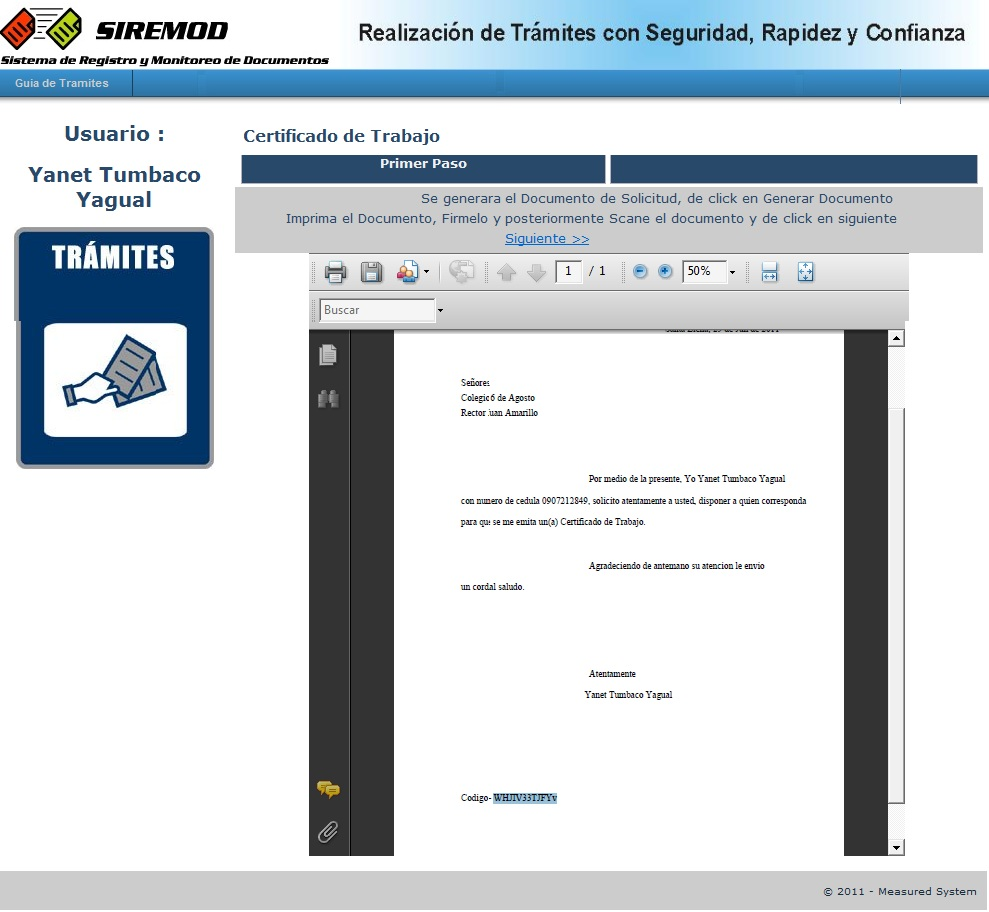 SIREMOD
Sistema de Registro y Monitoreo de Documentos
Realización de Trámites con Seguridad, Rapidez y Confianza
Guia de Tramites
Usuario :
Yanet Tumbaco
Yagual
TRÁMITES
Certificado de Trabajo
Primer Paso
Se generara el Documento de Solicitud, de click en Generar Documento
Imprima el Documento, Firmelo y posteriormente Scane el documento y de click en siguiente
Siguiente >>
1 / 1
50%
Buscar
Señores
Colegio 6 de Agosto
Rector Juan Amarillo
Por medio de la presente, Yo Yanet Tumbaco Yagual
con numero de cedula 0907212849, solicito atentamente a usted, disponer a quien corresponda
para que se me emita un(a) Certificado de Trabajo.
Agradeciendo de antemano su atencion le envio
un cordal saludo.
Atentamente
Yanet Tumbaco Yagual
Codigo- WHJIV33TJFYv
© 2011 - Measured System